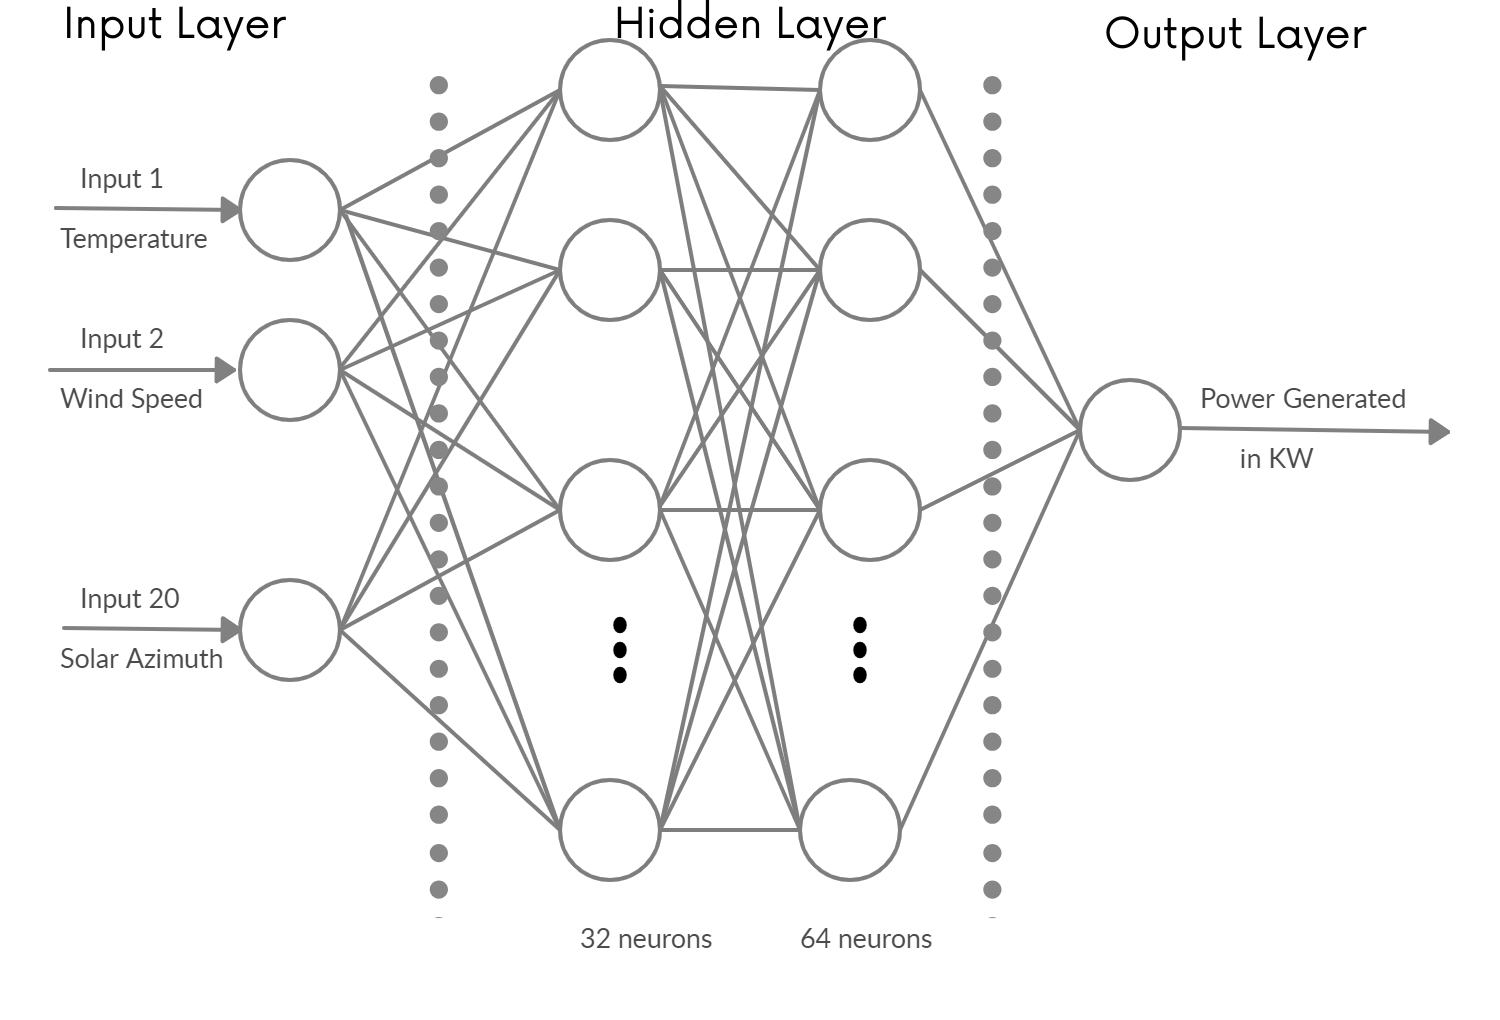 Input Layer
Hidden Layer
Output Layer
Input 1
Temperature
Input 2
Wind Speed
Input 20
Solar Azimuth
Power Generated
in KW
32 neurons
64 neurons